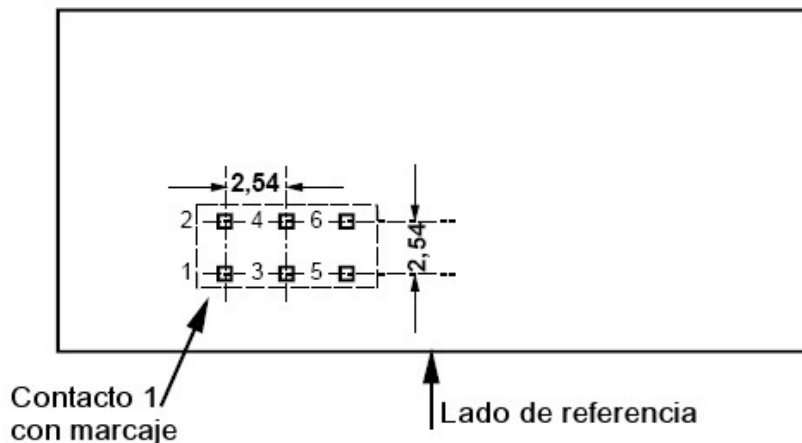 2,54
2 4 6
2,54
1 3 5
Contacto 1
con marcaje
Lado de referencia